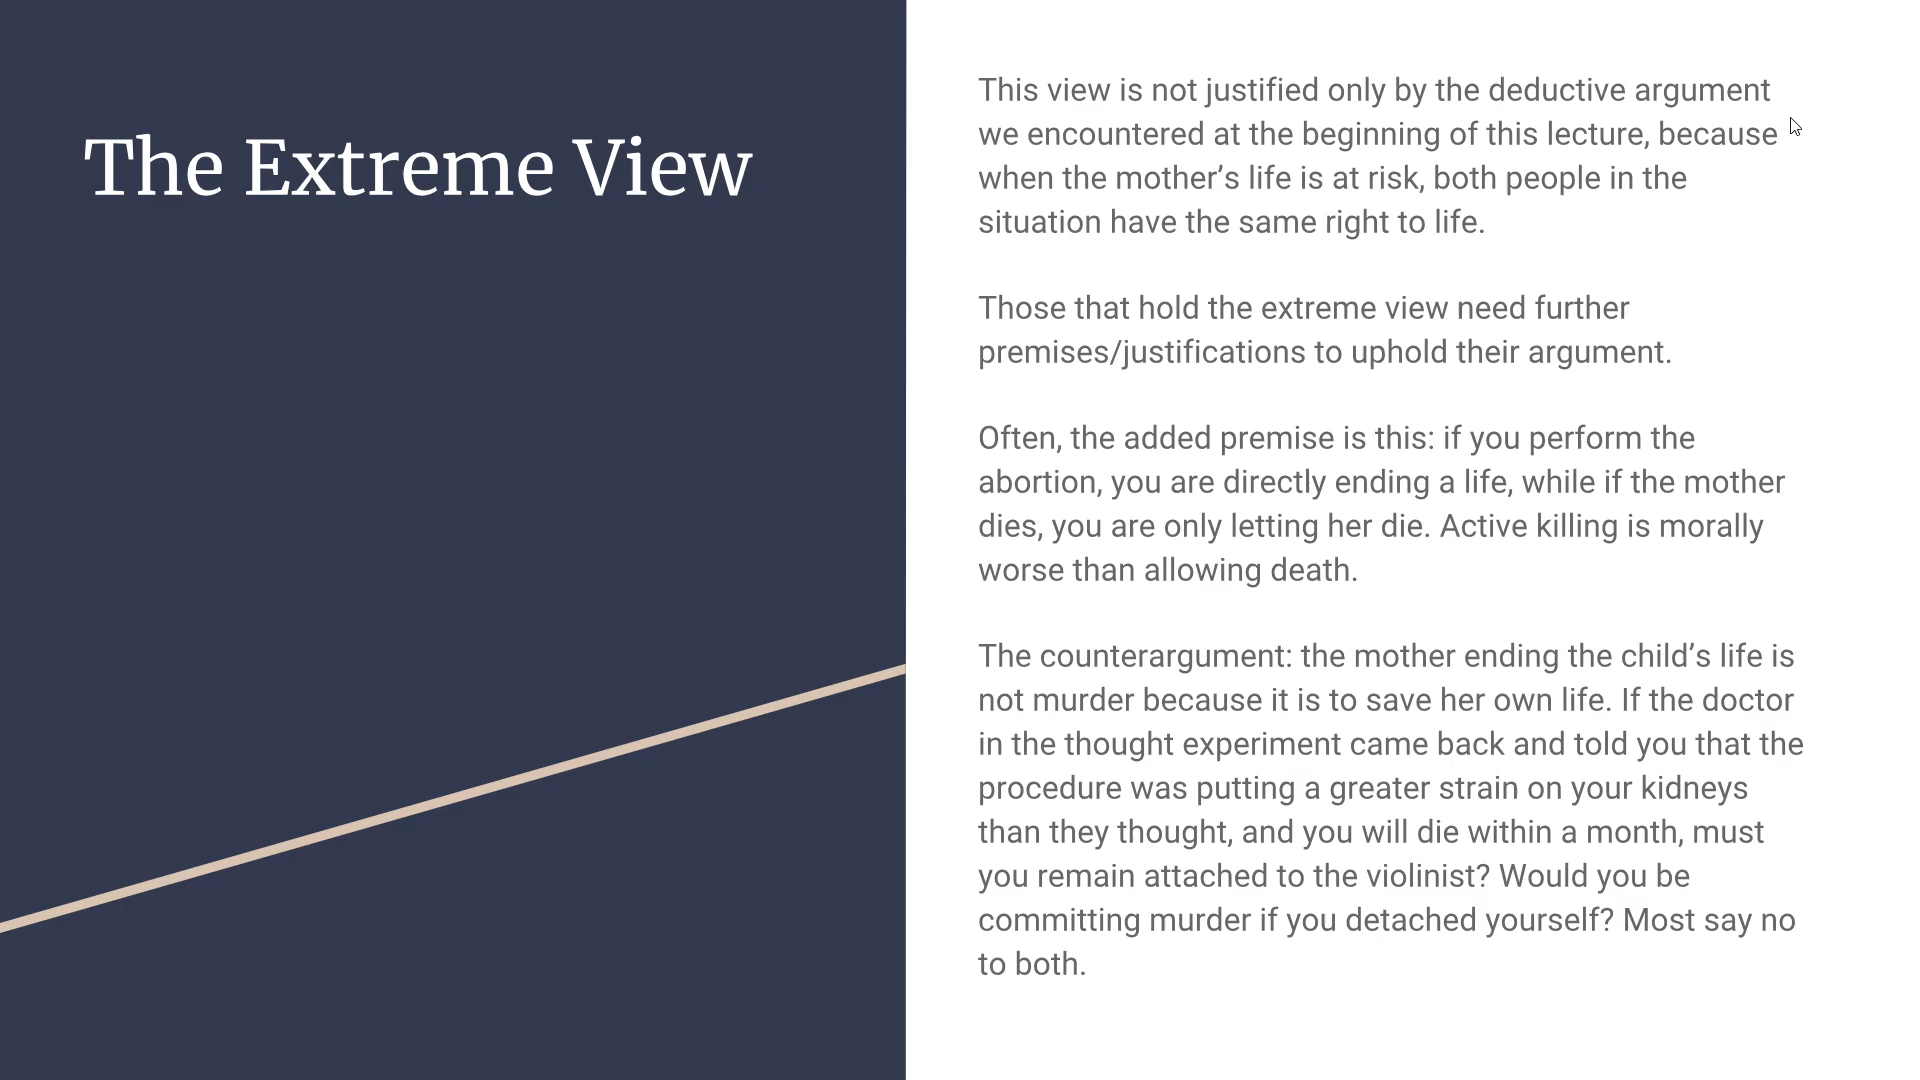 The Extreme View
This view is not justified only by the deductive argument
we encountered at the beginning of this lecture, because
when the mother’s life is at risk, both people in the
situation have the same right to life.
Those that hold the extreme view need further
premises/justifications to uphold their argument.
Often, the added premise is this: if you perform the
abortion, you are directly ending a life, while if the mother
dies, you are only letting her die. Active killing is morally
worse than allowing death.
The counterargument: the mother ending the child’s life is
not murder because it is to save her own life. If the doctor
in the thought experiment came back and told you that the
procedure was putting a greater strain on your kidneys
than they thought, and you will die within a month, must
you remain attached to the violinist? Would you be
committing murder if you detached yourself? Most say no
to both.